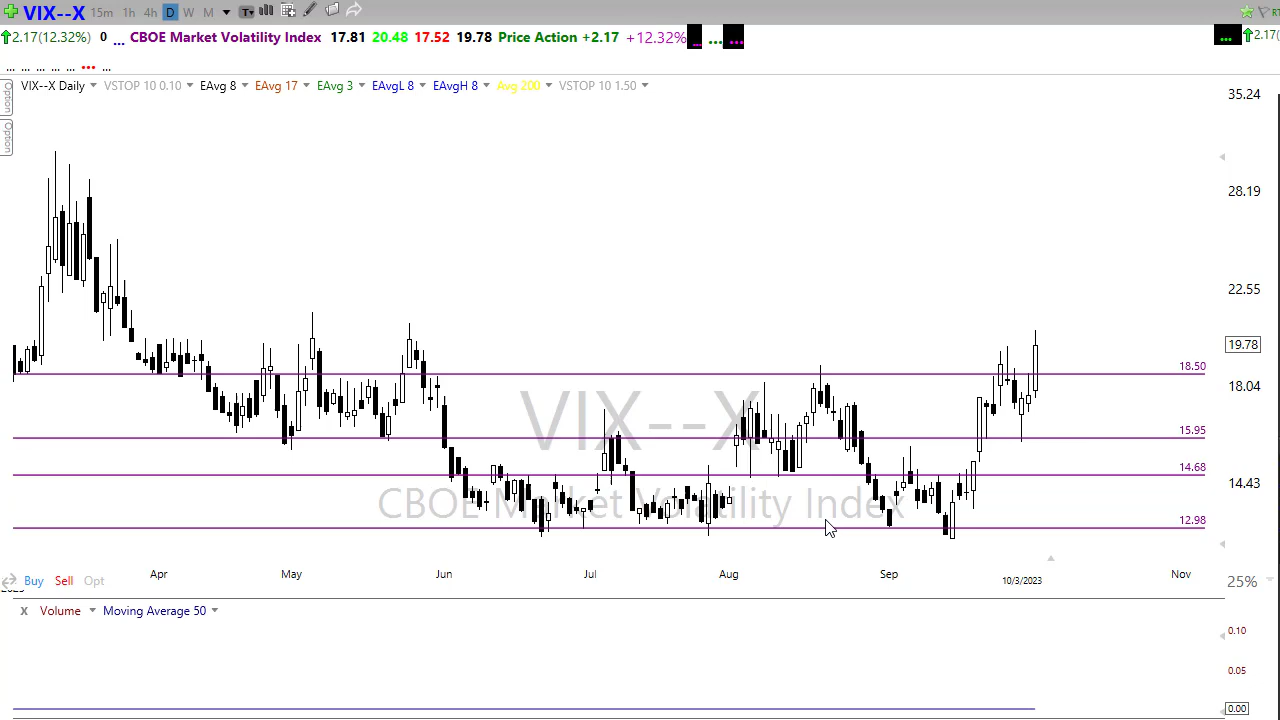 VIX--X 15m 1h 4h D W M T
2.17(12.32%) 0 ... CBOE Market Volatility Index 17.81 20.48 17.52 19.78 Price Action +2.17 +12.32% ... ... ... ... 2.17(
... ... ... ... ... ... ...
VIX--X Daily VSTOP 10 0.10 EAvg 8 EAvg 17 EAvg 3 EAvgL 8 EAvgH 8 Avg 200 VSTOP 10 1.50
Option
Option
35.24
28.19
22.55
19.78
18.50
18.04
VIX--X
15.95
14.68
14.43
CBOE Market Volatility Index
12.98
Apr May Jun Jul Aug Sep 10/3/2023 Nov
Buy Sell Opt 25%
X Volume Moving Average 50
0.10
0.05
0.00